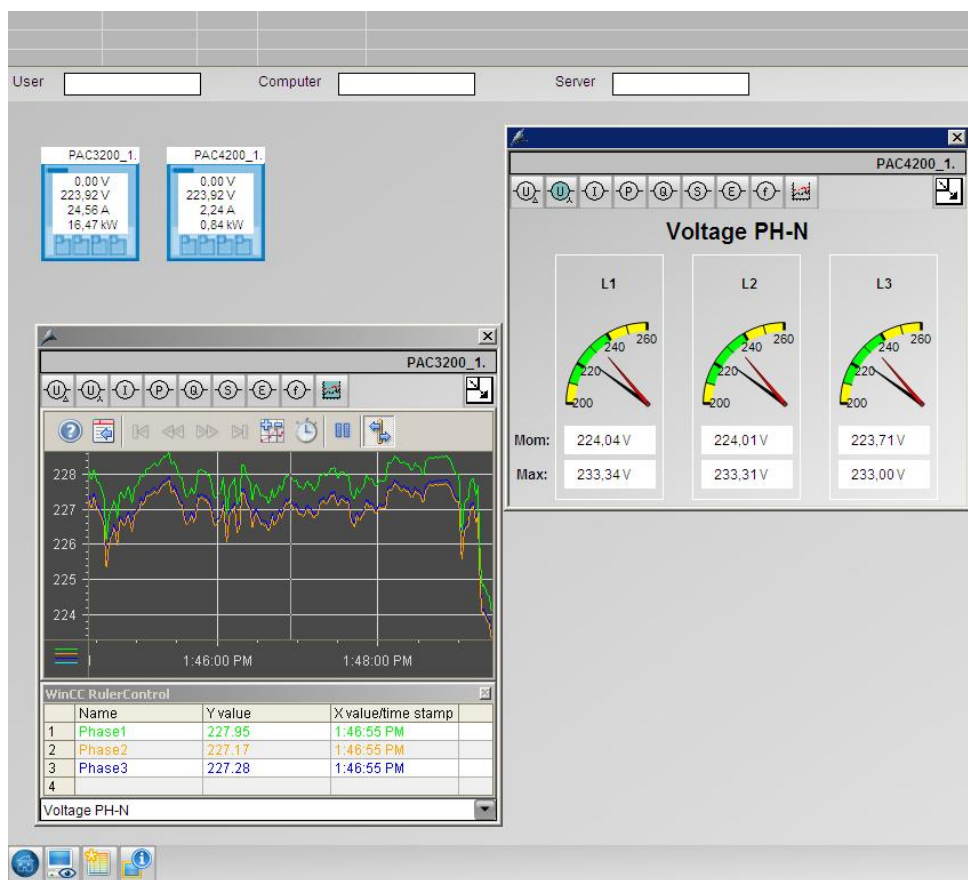 User Computer Server
PAC3200_1.
0,00 V
223,92 V
24,56 A
16,47 kW
PAC4200_1.
0,00 V
223,92 V
2,24 A
0,84 kW
PAC4200_1.
U U I P Q S E f
Voltage PH-N
L1 L2 L3
200 220 240 260
200 220 240 260
200 220 240 260
Mom: 224,04 V 224,01 V 223,71 V
Max: 233,34 V 233,31 V 233,00 V
PAC3200_1.
U U I P Q S E f
228
227
226
225
224
1:46:00 PM 1:48:00 PM
WinCC RulerControl
Name Y value X value/time stamp
1 Phase1 227.95 1:46:55 PM
2 Phase2 227.17 1:46:55 PM
3 Phase3 227.28 1:46:55 PM
4
Voltage PH-N